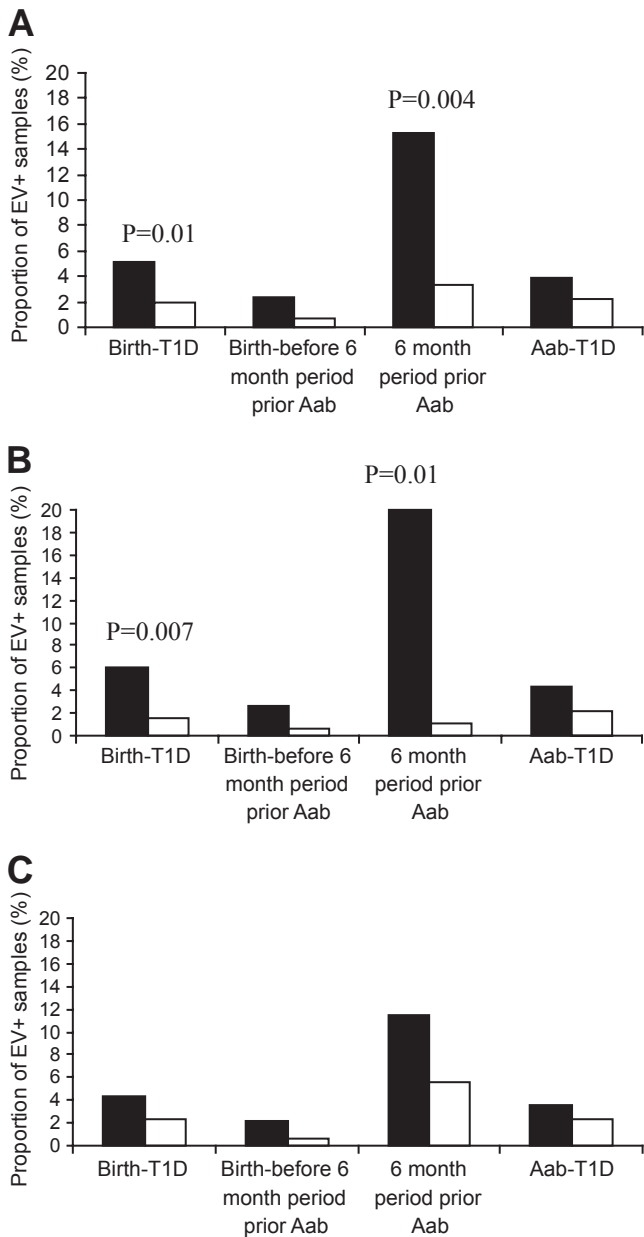 A
Proportion of EV+ samples (%)
20
18
16
14
12
10
8
6
4
2
0
P=0.01
P=0.004
Birth-T1D
Birth-before 6
month period
prior Aab
6 month
period prior
Aab
Aab-T1D
B
Proportion of EV+ samples (%)
20
18
16
14
12
10
8
6
4
2
0
P=0.007
P=0.01
Birth-T1D
Birth-before 6
month period
prior Aab
6 month
period prior
Aab
Aab-T1D
C
Proportion of EV+ samples (%)
20
18
16
14
12
10
8
6
4
2
0
Birth-T1D
Birth-before 6
month period
prior Aab
6 month
period prior
Aab
Aab-T1D